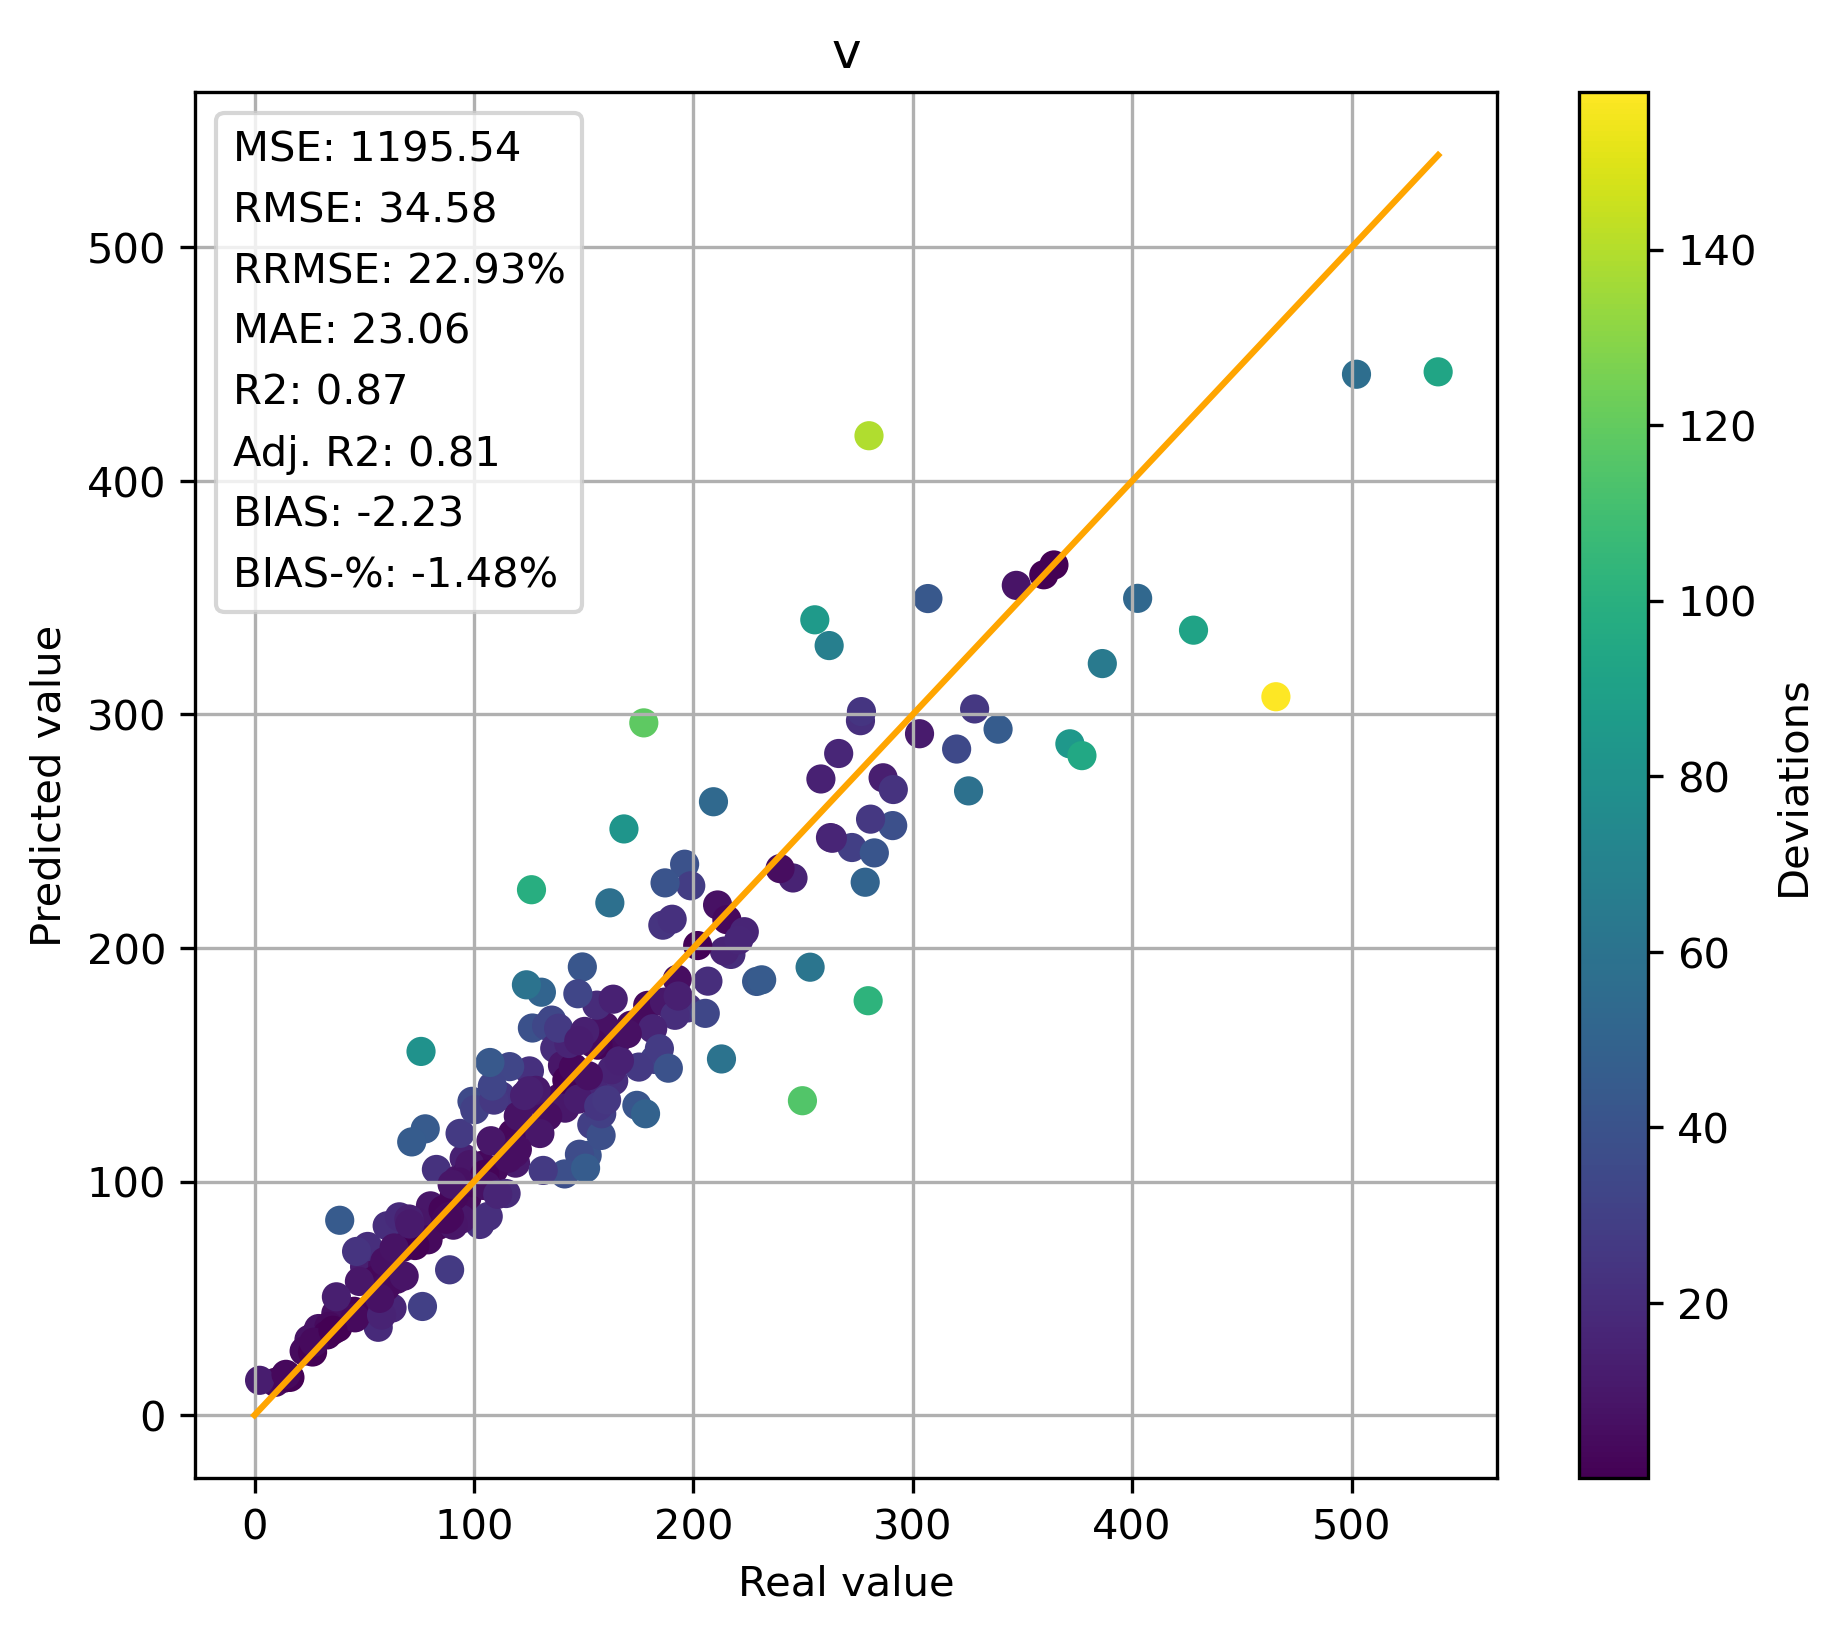 v
MSE: 1195.54
RMSE: 34.58
RRMSE: 22.93%
MAE: 23.06
R2: 0.87
Adj. R2: 0.81
BIAS: -2.23
BIAS-%: -1.48%
Predicted value
500
400
300
200
100
0
0 100 200 300 400 500
Real value
140
120
100
80
60
40
20
Deviations